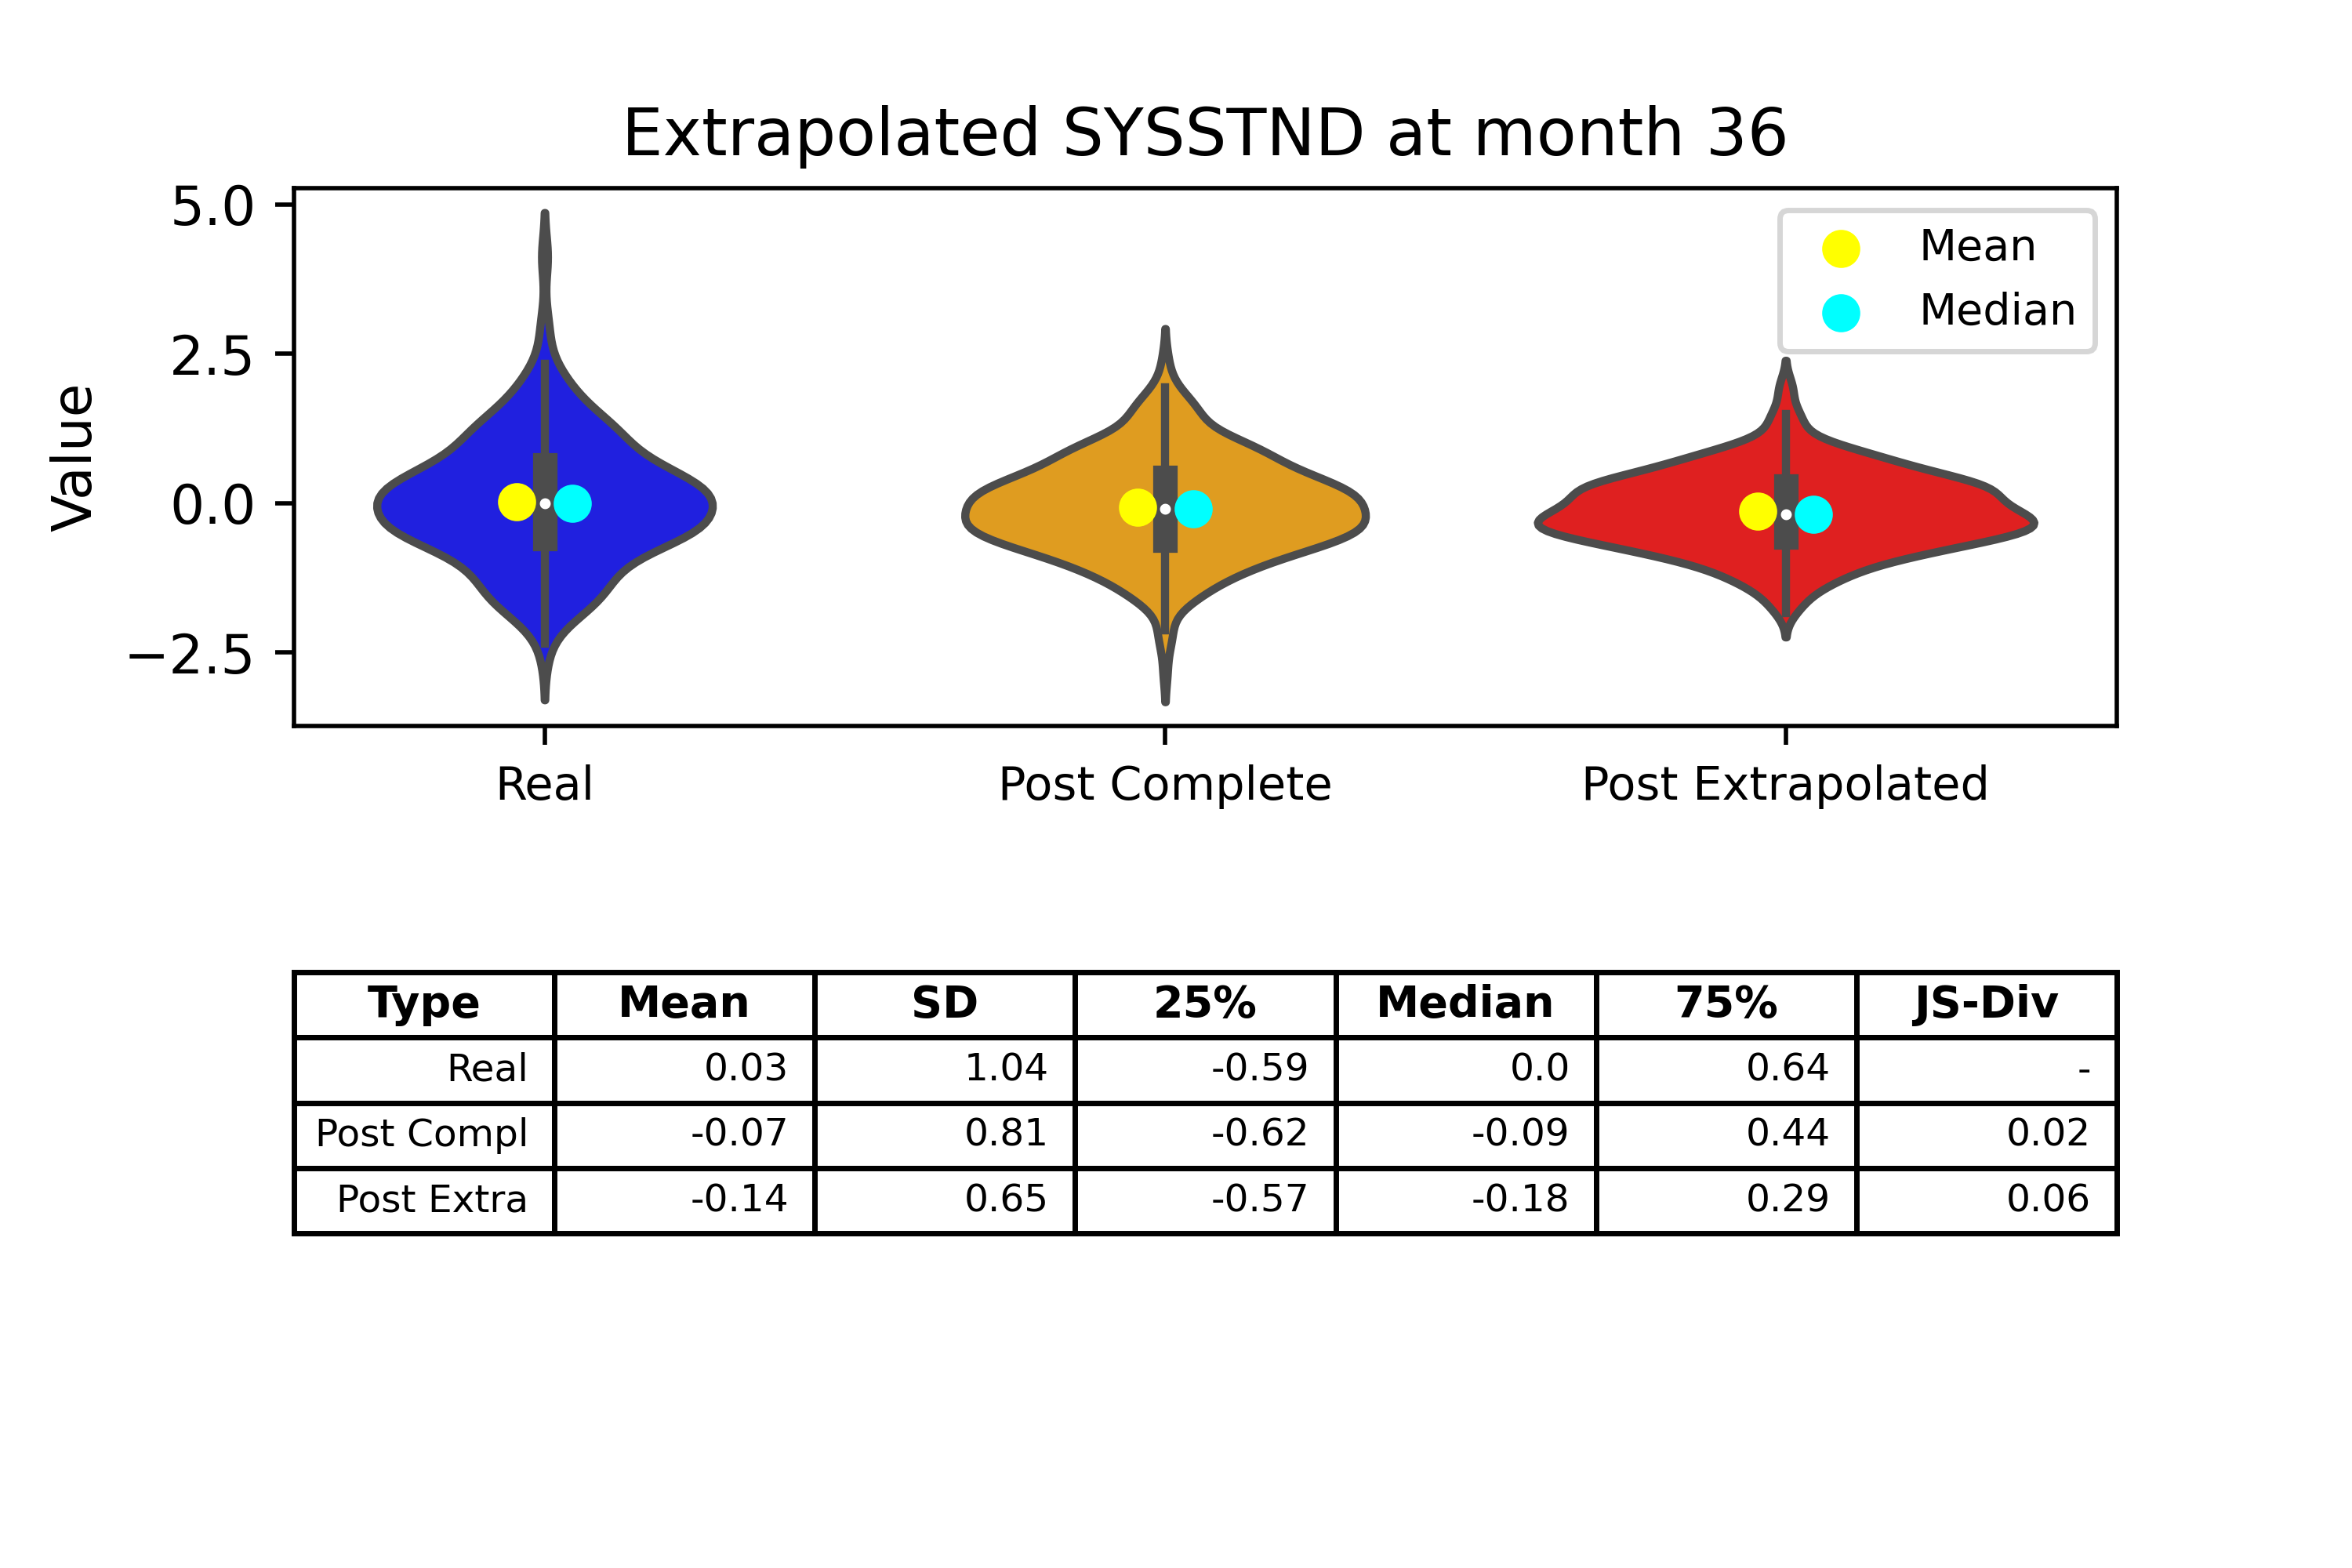 Extrapolated SYSSTND at month 36
5.0
2.5
0.0
−2.5
Value
Mean
Median
Real Post Complete Post Extrapolated
Type Mean SD 25% Median 75% JS-Div
Real 0.03 1.04 -0.59 0.0 0.64 -
Post Compl -0.07 0.81 -0.62 -0.09 0.44 0.02
Post Extra -0.14 0.65 -0.57 -0.18 0.29 0.06